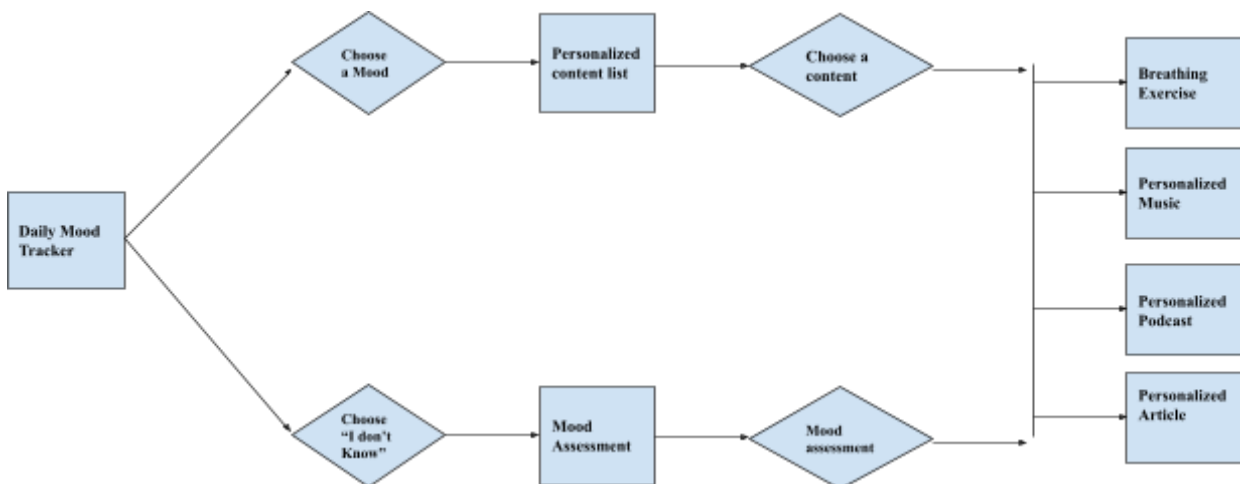 Choose
a Mood
Personalized
content list
Choose a
content
Breathing
Exercise
Personalized
Music
Daily Mood
Tracker
Personalized
Podcast
Choose
“I don’t
Know”
Mood
Assessment
Mood
assessment
Personalized
Article